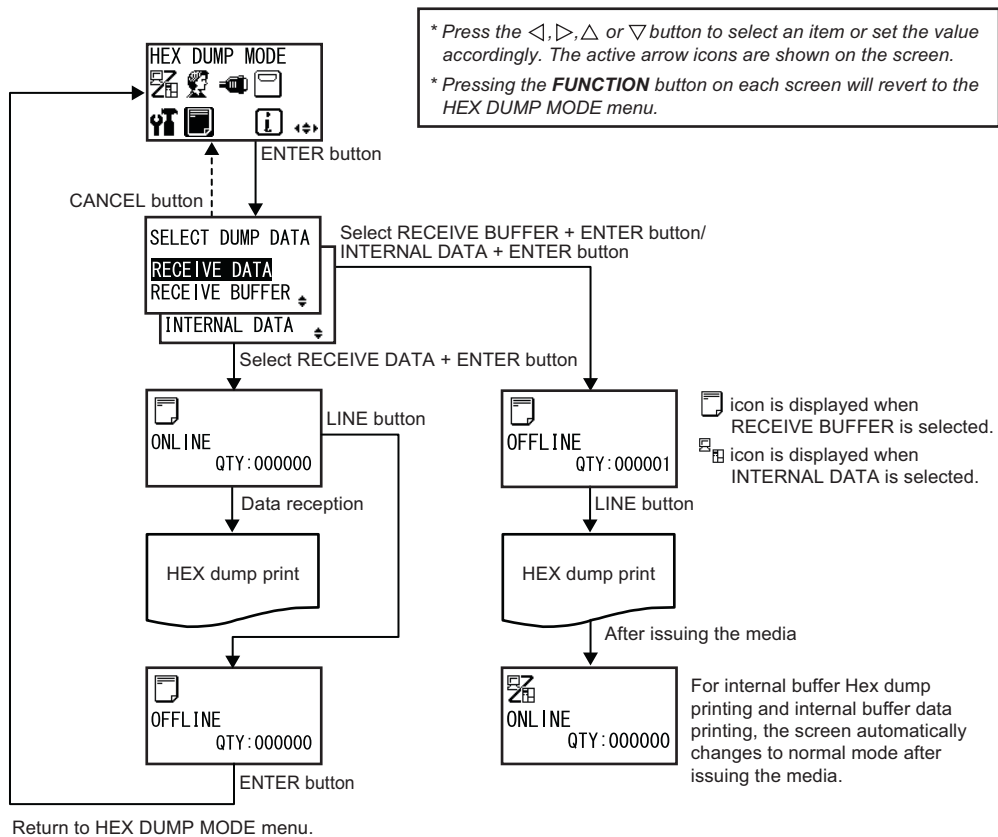 * Press the ◁, ▷, △ or ▽ button to select an item or set the value
accordingly. The active arrow icons are shown on the screen.
* Pressing the FUNCTION button on each screen will revert to the
HEX DUMP MODE menu.
HEX DUMP MODE
ENTER button
CANCEL button
SELECT DUMP DATA
RECEIVE DATA
RECEIVE BUFFER
INTERNAL DATA
Select RECEIVE BUFFER + ENTER button/
INTERNAL DATA + ENTER button
Select RECEIVE DATA + ENTER button
ONLINE
QTY:000000
LINE button
OFFLINE
QTY:000001
icon is displayed when
RECEIVE BUFFER is selected.
icon is displayed when
INTERNAL DATA is selected.
Data reception
LINE button
HEX dump print
HEX dump print
After issuing the media
OFFLINE
QTY:000000
ONLINE
QTY:000000
For internal buffer Hex dump
printing and internal buffer data
printing, the screen automatically
changes to normal mode after
issuing the media.
ENTER button
Return to HEX DUMP MODE menu.